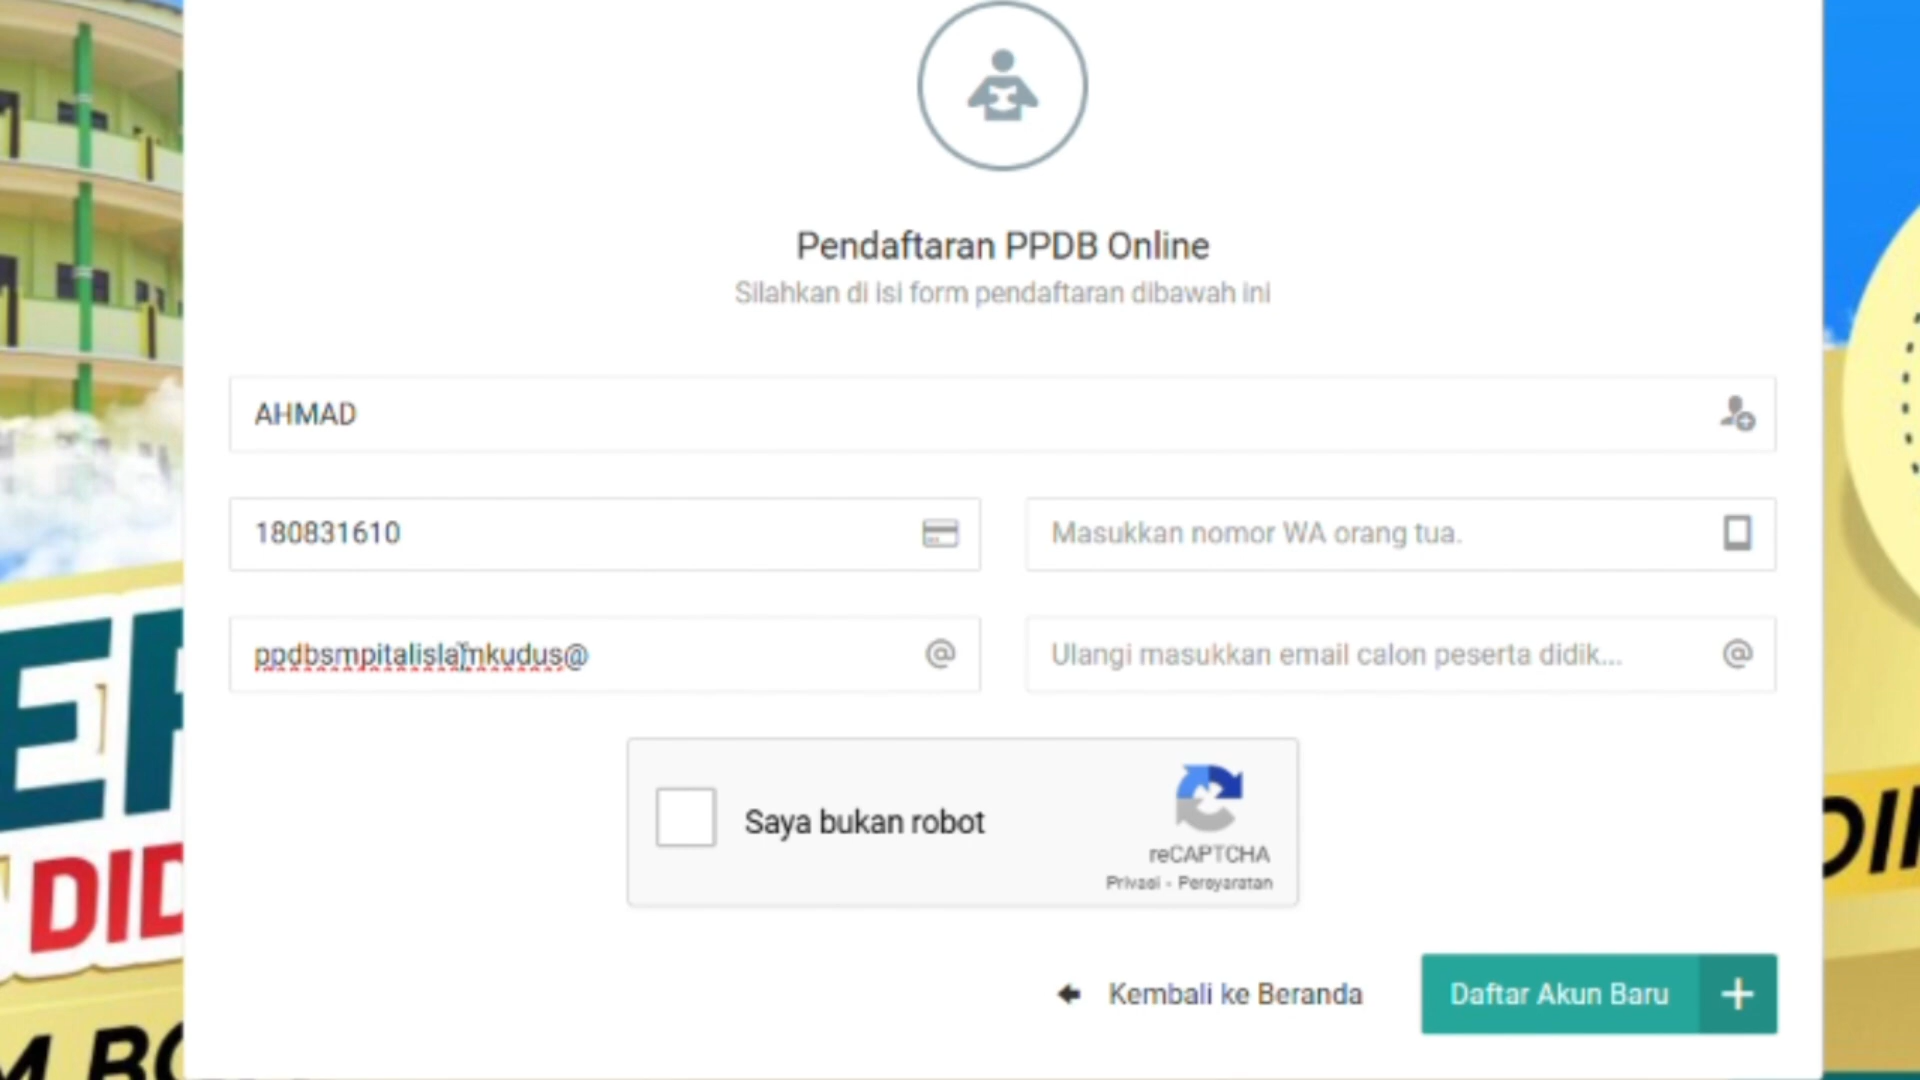 Pendaftaran PPDB Online
Silahkan di isi form pendaftaran dibawah ini
AHMAD
180831610
Masukkan nomor WA orang tua.
ppdbsmpitalislamkudus@
Ulangi masukkan email calon peserta didik...
Saya bukan robot
reCAPTCHA
Privasi - Persyaratan
Kembali ke Beranda
Daftar Akun Baru